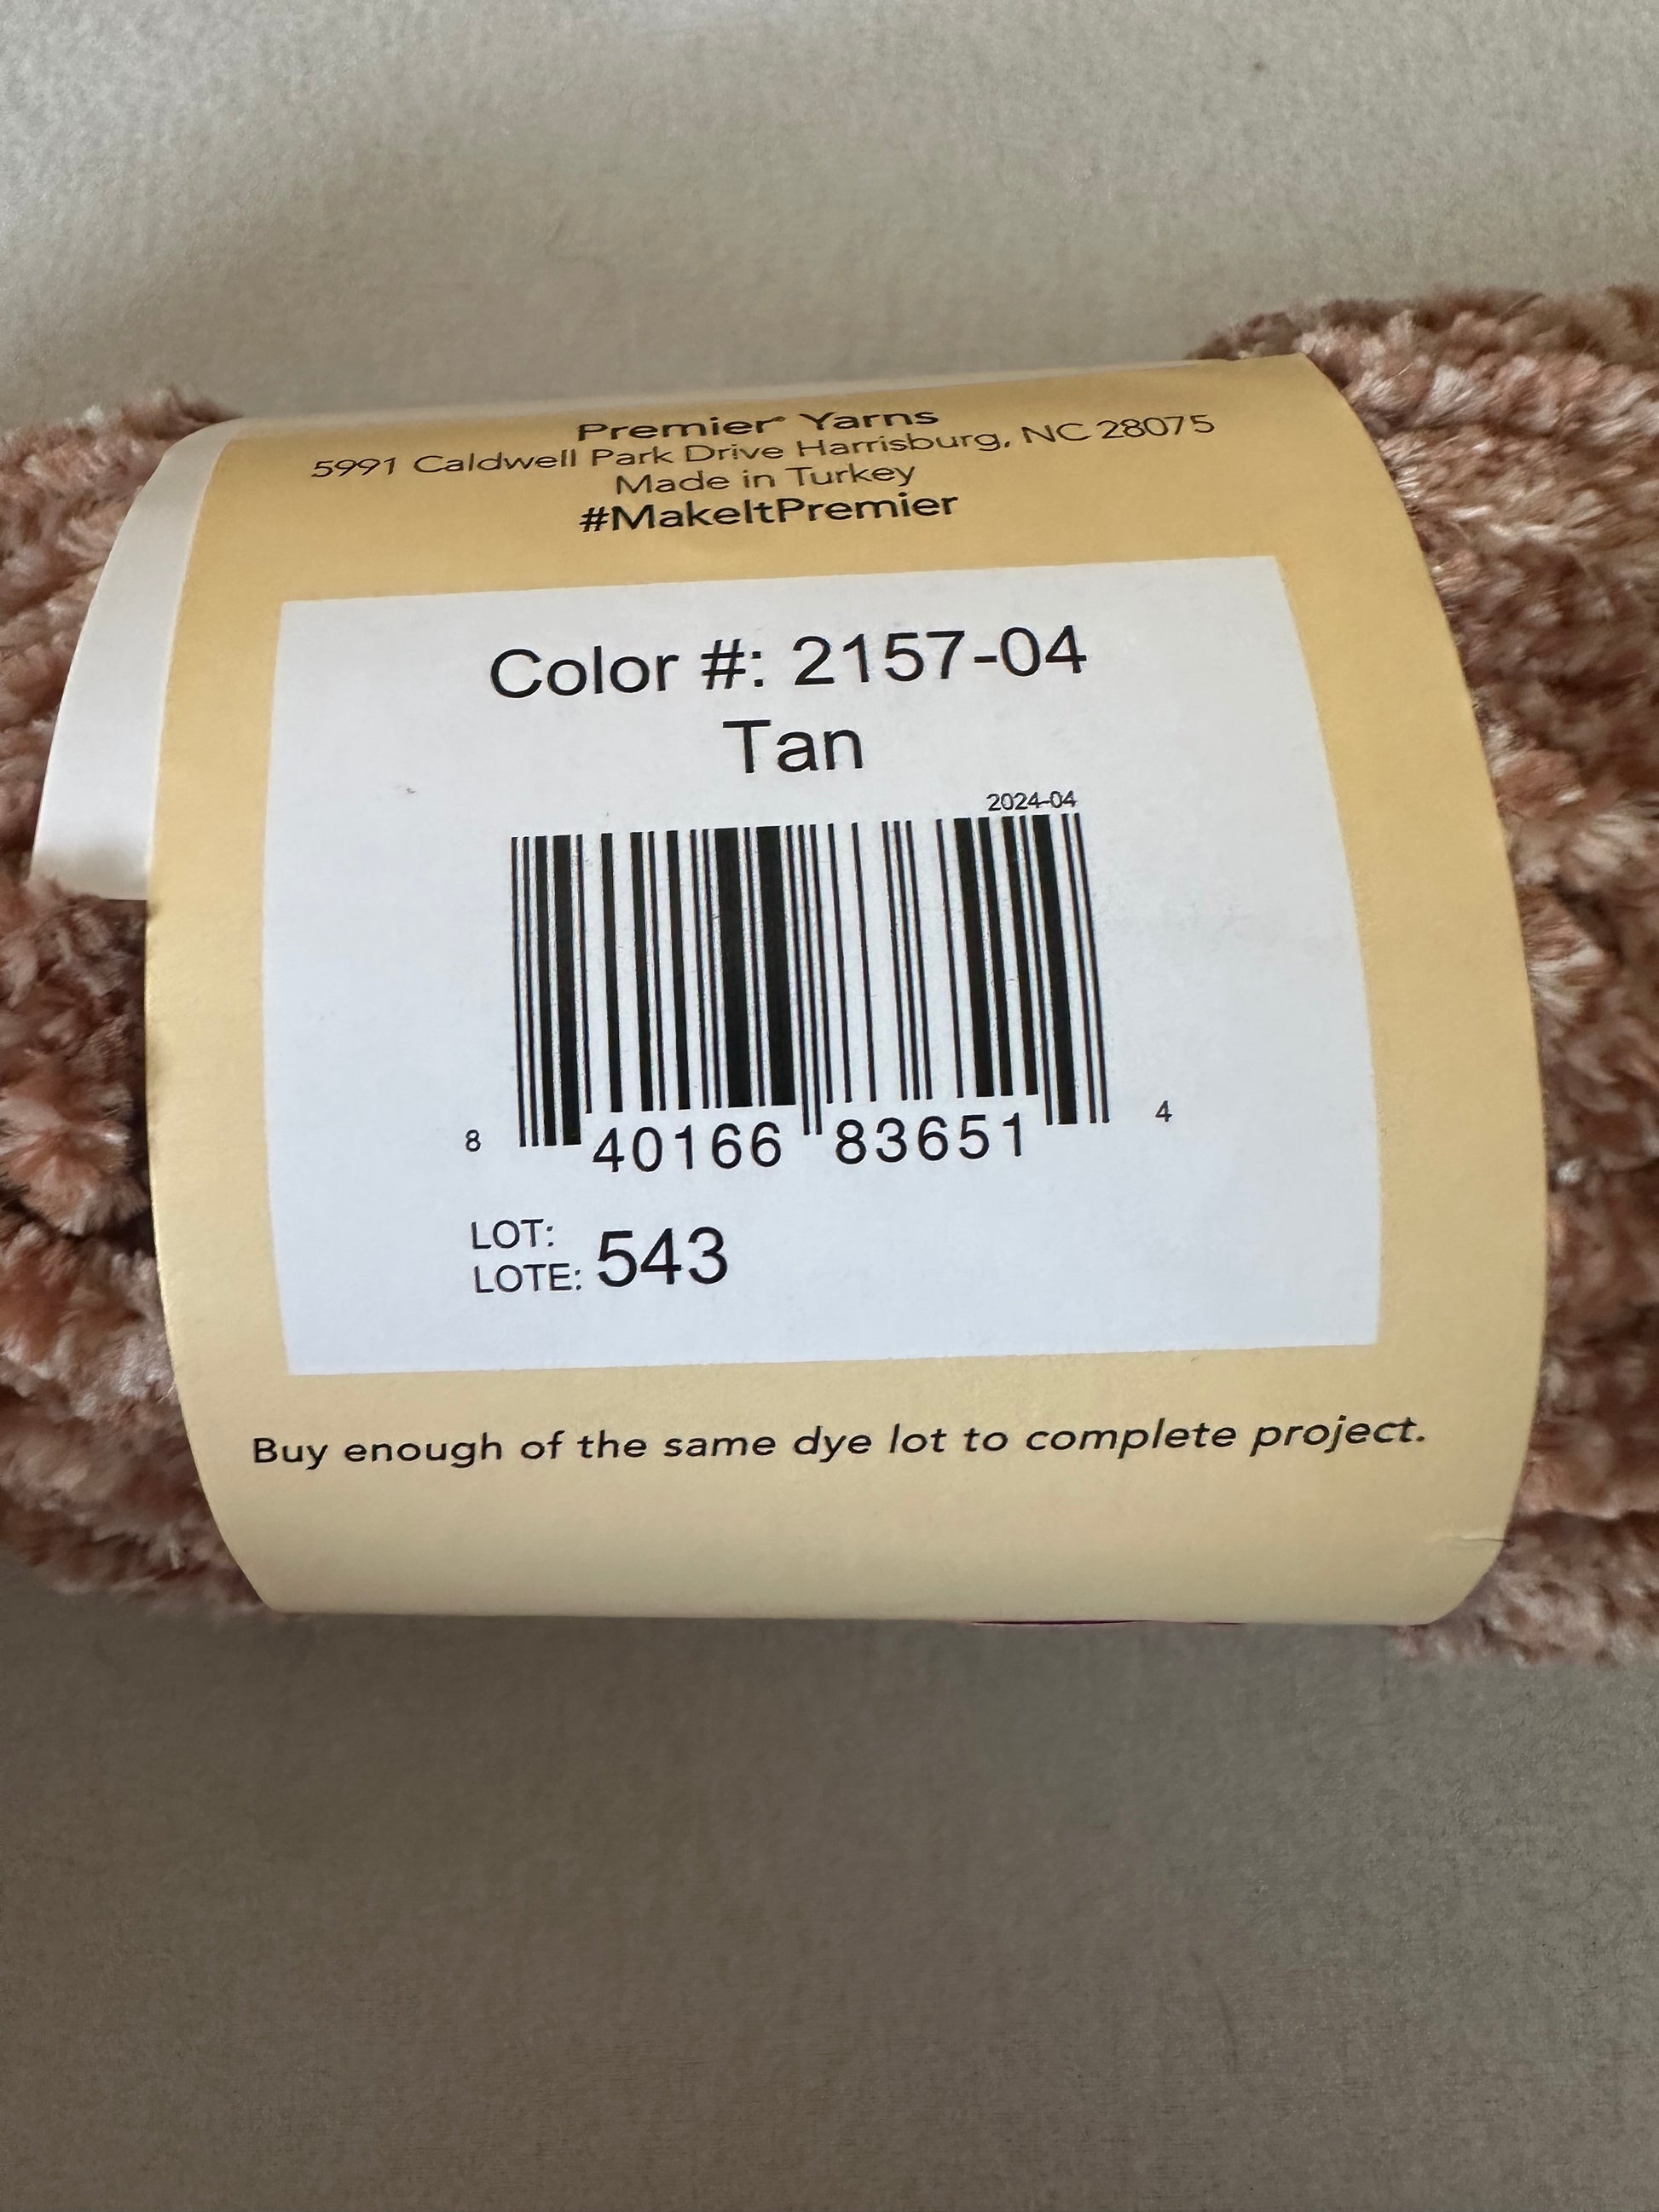 Premier® Yarns
5991 Caldwell Park Drive Harrisburg, NC 28075
Made in Turkey
#MakeItPremier
Color #: 2157-04
Tan
2024-04
8 40166 83651 4
LOT:
LOTE: 543
Buy enough of the same dye lot to complete project.